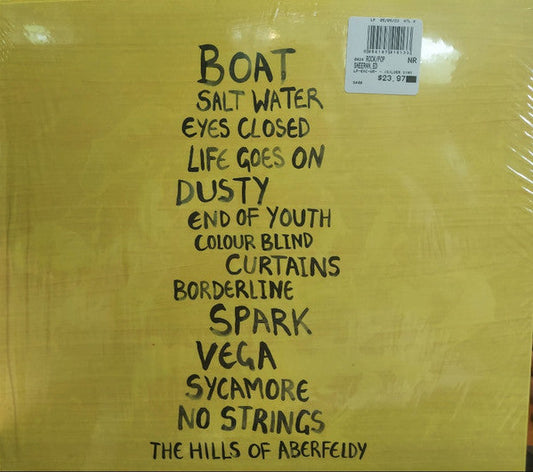 BOAT
SALT WATER
EYES CLOSED
LIFE GOES ON
DUSTY
END OF YOUTH
COLOUR BLIND
CURTAINS
BORDERLINE
SPARK
VEGA
SYCAMORE
NO STRINGS
THE HILLS OF ABERFELDY
ROCK/POP
NR
SHEERAN,ED
$23.97